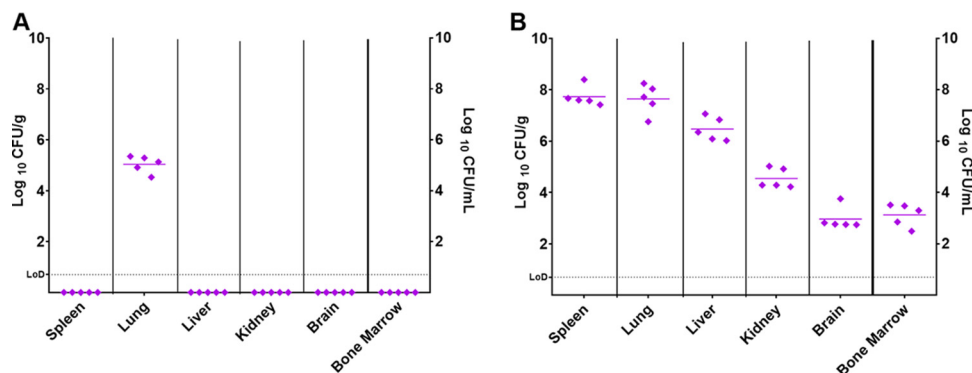 A
10
8
6
4
2
LoD
Log 10 CFU/g
10
8
6
4
2
Log 10 CFU/mL
Spleen
Lung
Liver
Kidney
Brain
Bone Marrow
B
10
8
6
4
2
LoD
Log 10 CFU/g
10
8
6
4
2
Log 10 CFU/mL
Spleen
Lung
Liver
Kidney
Brain
Bone Marrow